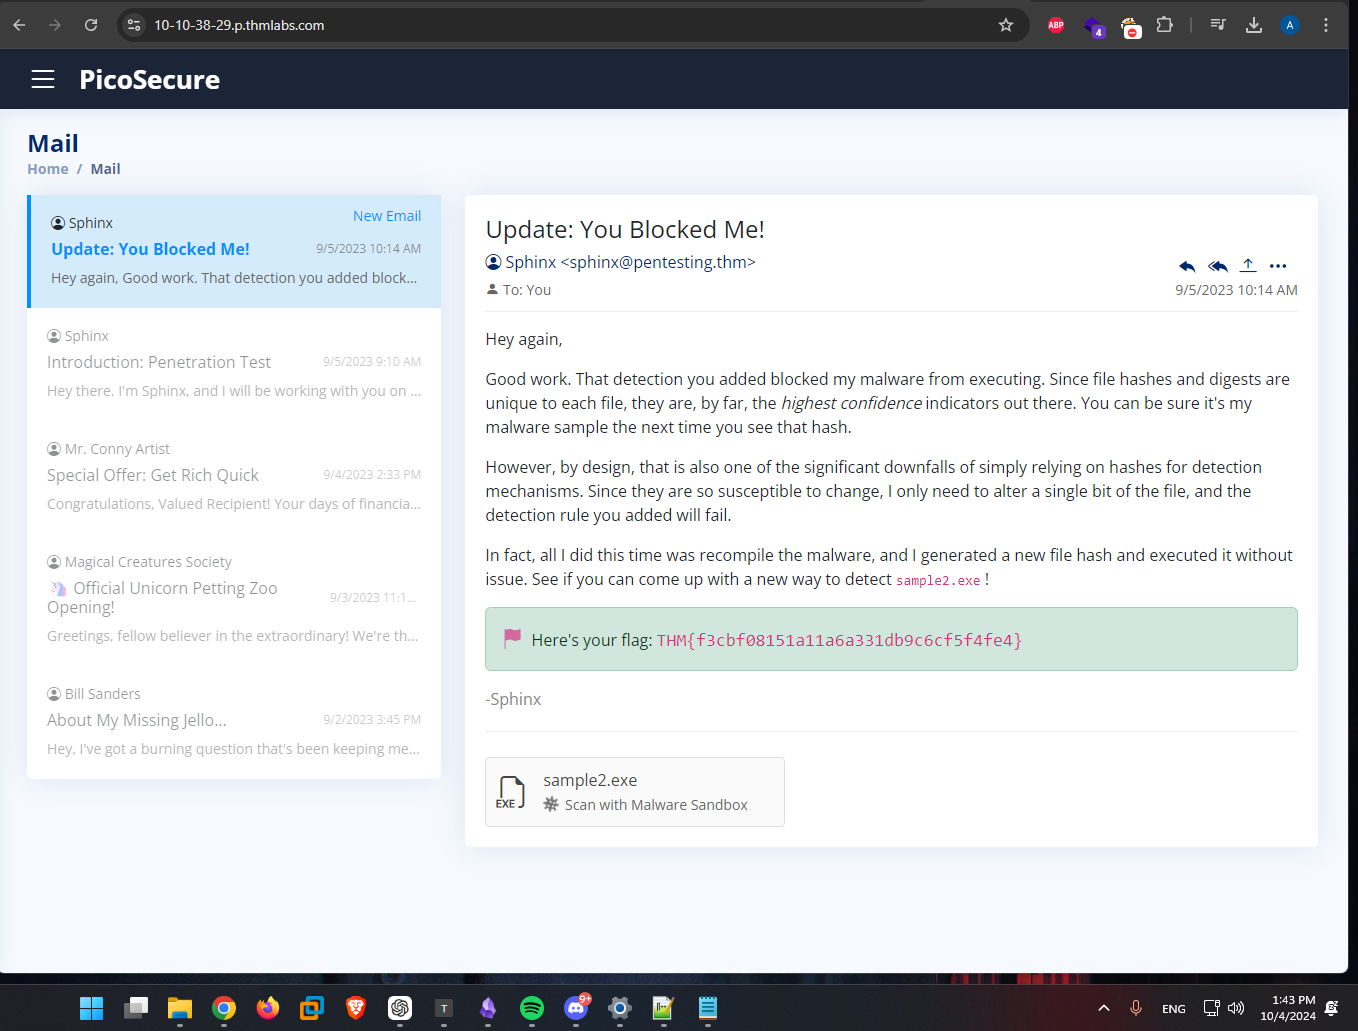 10-10-38-29.p.thmlabs.com
ABP
4
A
PicoSecure
Mail
Home / Mail
Sphinx
New Email
Update: You Blocked Me!
9/5/2023 10:14 AM
Hey again, Good work. That detection you added block...
Sphinx
Introduction: Penetration Test
9/5/2023 9:10 AM
Hey there. I'm Sphinx, and I will be working with you on ...
Mr. Conny Artist
Special Offer: Get Rich Quick
9/4/2023 2:33 PM
Congratulations, Valued Recipient! Your days of financia...
Magical Creatures Society
🦄 Official Unicorn Petting Zoo
Opening!
9/3/2023 11:1...
Greetings, fellow believer in the extraordinary! We're th...
Bill Sanders
About My Missing Jello...
9/2/2023 3:45 PM
Hey, I've got a burning question that's been keeping me...
Update: You Blocked Me!
Sphinx <sphinx@pentesting.thm>
To: You
9/5/2023 10:14 AM
Hey again,
Good work. That detection you added blocked my malware from executing. Since file hashes and digests are
unique to each file, they are, by far, the highest confidence indicators out there. You can be sure it's my
malware sample the next time you see that hash.
However, by design, that is also one of the significant downfalls of simply relying on hashes for detection
mechanisms. Since they are so susceptible to change, I only need to alter a single bit of the file, and the
detection rule you added will fail.
In fact, all I did this time was recompile the malware, and I generated a new file hash and executed it without
issue. See if you can come up with a new way to detect sample2.exe !
Here's your flag: THM{f3cbf08151a11a6a331db9c6cf5f4fe4}
-Sphinx
EXE
sample2.exe
Scan with Malware Sandbox
T
9+
ENG
1:43 PM
10/4/2024